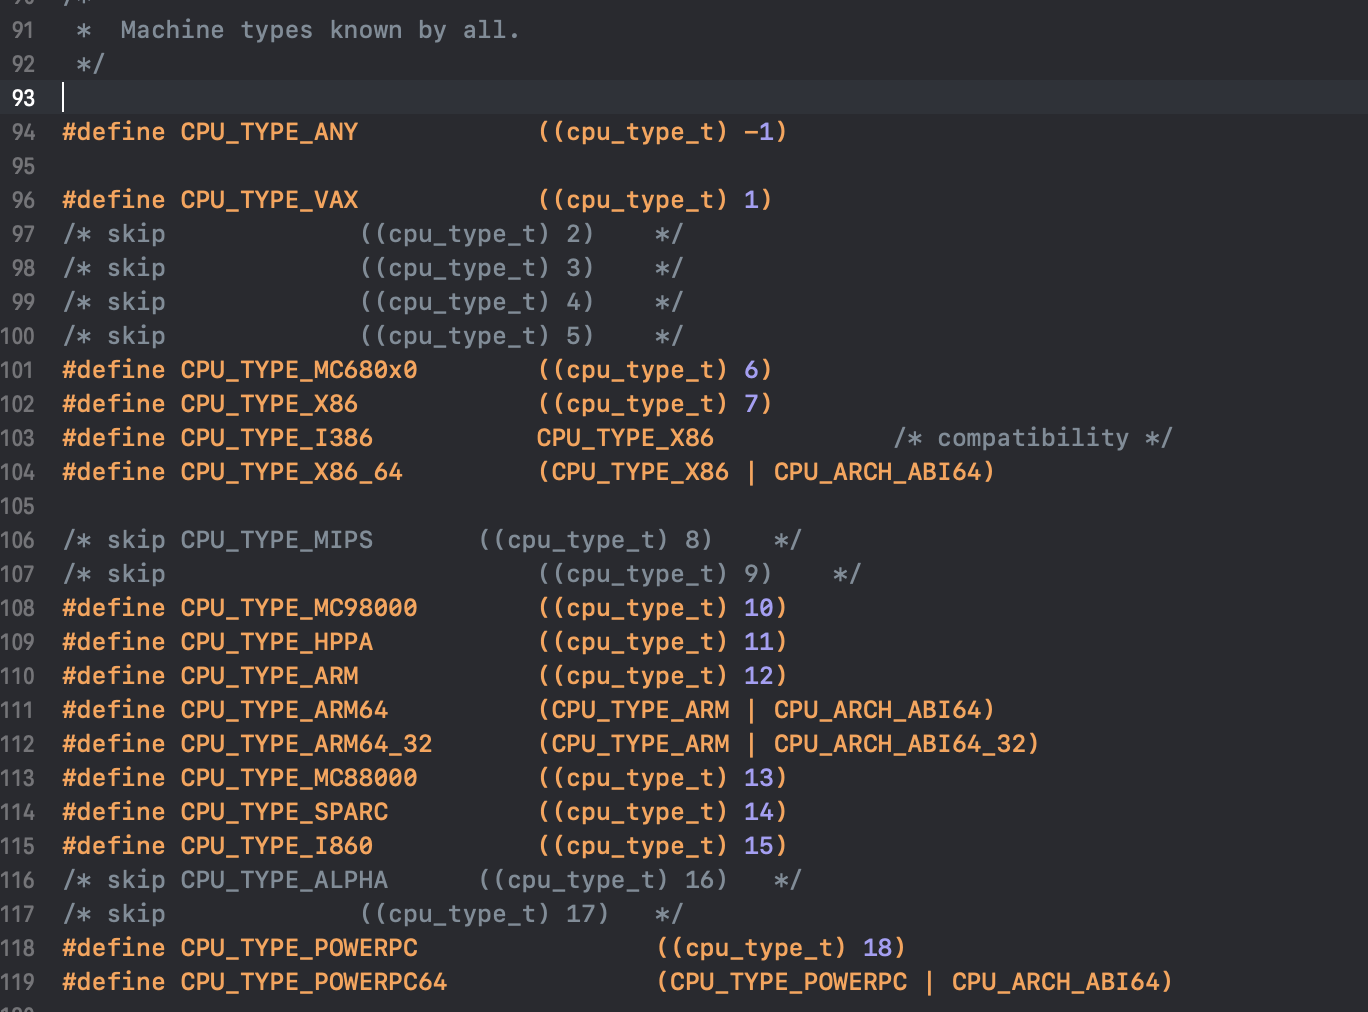 91 * Machine types known by all.
92 */
93
94 #define CPU_TYPE_ANY ((cpu_type_t) -1)
95
96 #define CPU_TYPE_VAX ((cpu_type_t) 1)
97 /* skip ((cpu_type_t) 2) */
98 /* skip ((cpu_type_t) 3) */
99 /* skip ((cpu_type_t) 4) */
100 /* skip ((cpu_type_t) 5) */
101 #define CPU_TYPE_MC680x0 ((cpu_type_t) 6)
102 #define CPU_TYPE_X86 ((cpu_type_t) 7)
103 #define CPU_TYPE_I386 CPU_TYPE_X86 /* compatibility */
104 #define CPU_TYPE_X86_64 (CPU_TYPE_X86 | CPU_ARCH_ABI64)
105
106 /* skip CPU_TYPE_MIPS ((cpu_type_t) 8) */
107 /* skip ((cpu_type_t) 9) */
108 #define CPU_TYPE_MC98000 ((cpu_type_t) 10)
109 #define CPU_TYPE_HPPA ((cpu_type_t) 11)
110 #define CPU_TYPE_ARM ((cpu_type_t) 12)
111 #define CPU_TYPE_ARM64 (CPU_TYPE_ARM | CPU_ARCH_ABI64)
112 #define CPU_TYPE_ARM64_32 (CPU_TYPE_ARM | CPU_ARCH_ABI64_32)
113 #define CPU_TYPE_MC88000 ((cpu_type_t) 13)
114 #define CPU_TYPE_SPARC ((cpu_type_t) 14)
115 #define CPU_TYPE_I860 ((cpu_type_t) 15)
116 /* skip CPU_TYPE_ALPHA ((cpu_type_t) 16) */
117 /* skip ((cpu_type_t) 17) */
118 #define CPU_TYPE_POWERPC ((cpu_type_t) 18)
119 #define CPU_TYPE_POWERPC64 (CPU_TYPE_POWERPC | CPU_ARCH_ABI64)